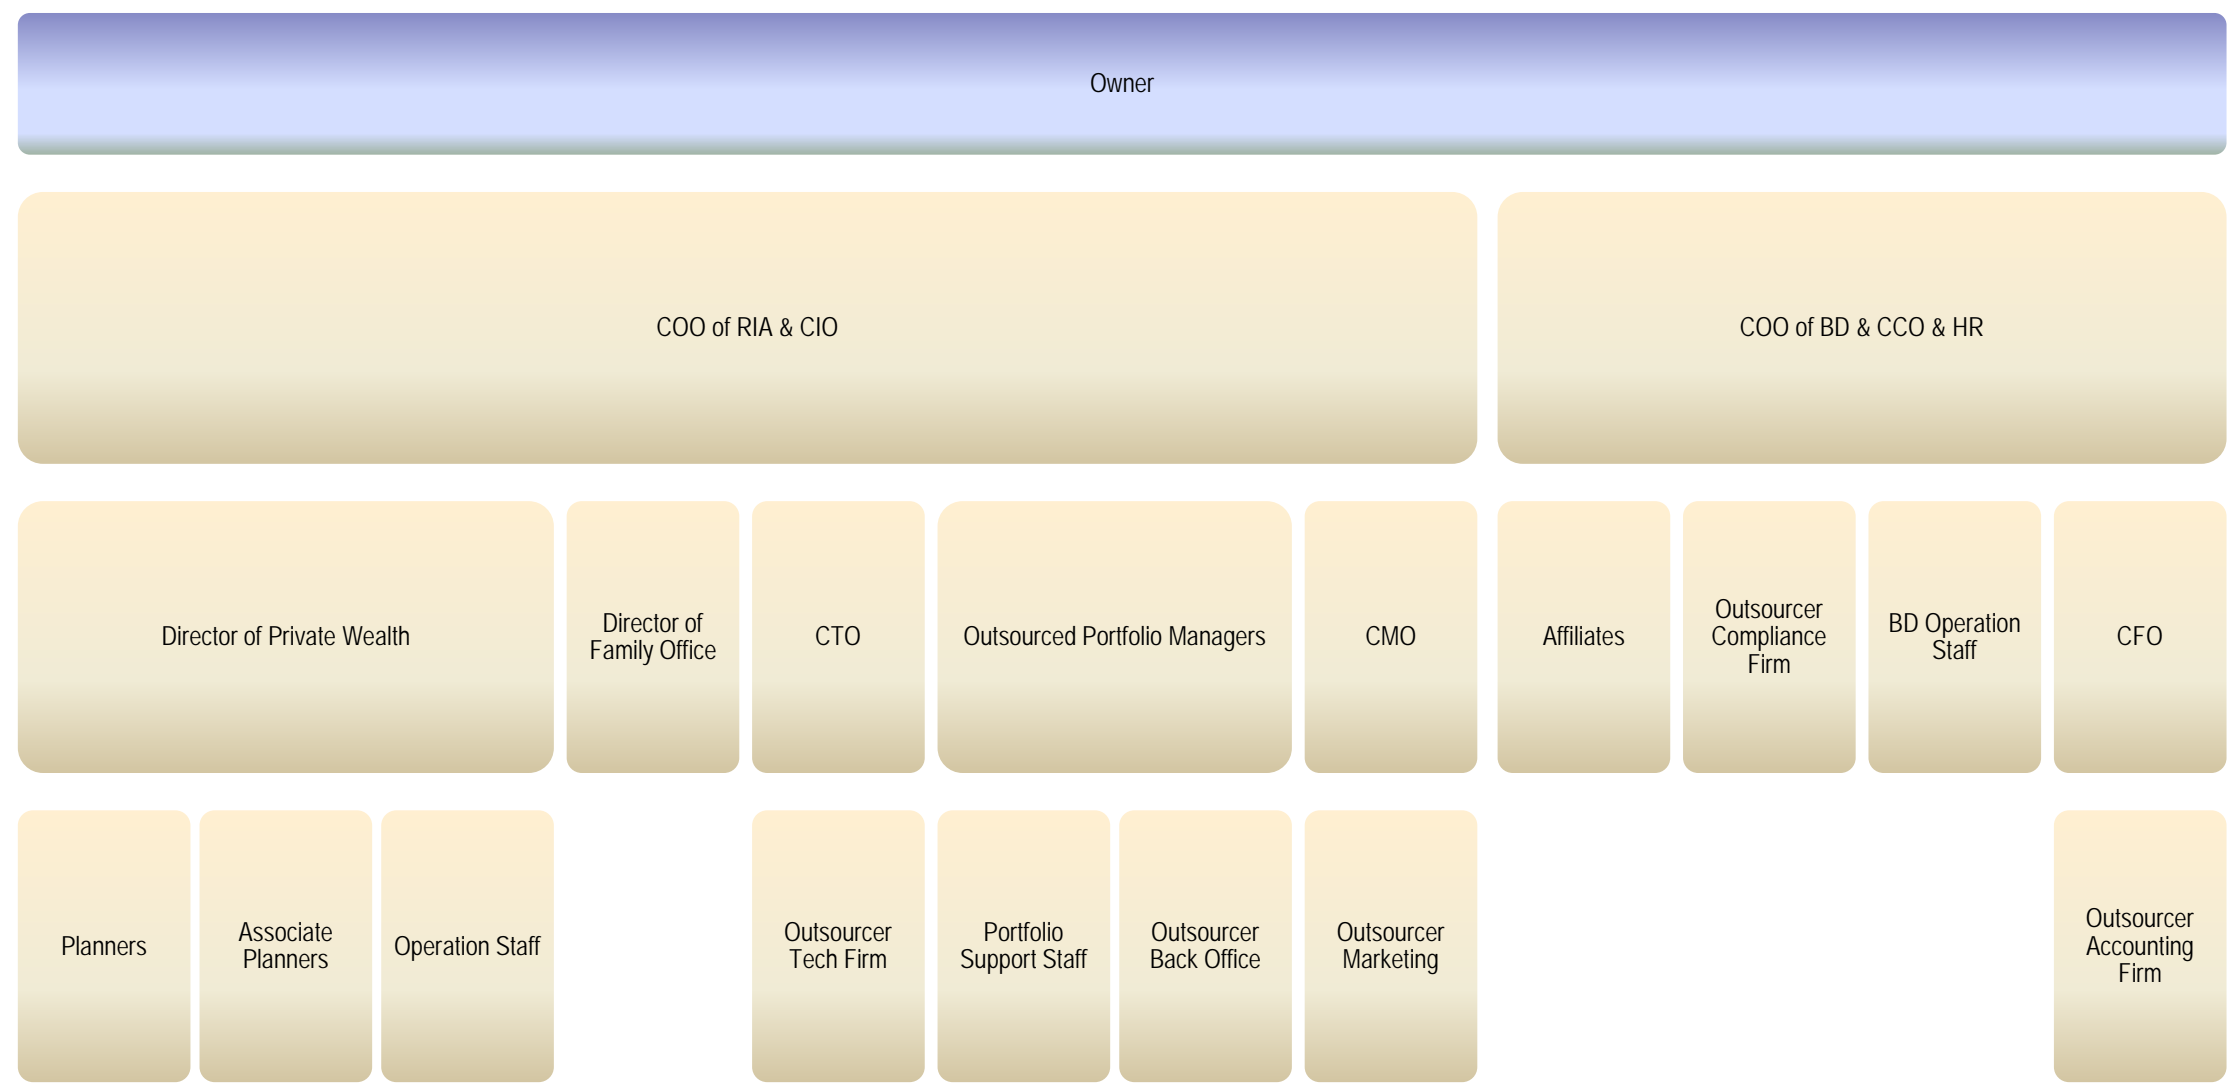 Owner
COO of RIA & CIO
COO of BD & CCO & HR
Director of Private Wealth
Director of
Family Office
CTO
Outsourced Portfolio Managers
CMO
Affiliates
Outsourcer
Compliance
Firm
BD Operation
Staff
CFO
Planners
Associate
Planners
Operation Staff
Outsourcer
Tech Firm
Portfolio
Support Staff
Outsourcer
Back Office
Outsourcer
Marketing
Outsourcer
Accounting
Firm